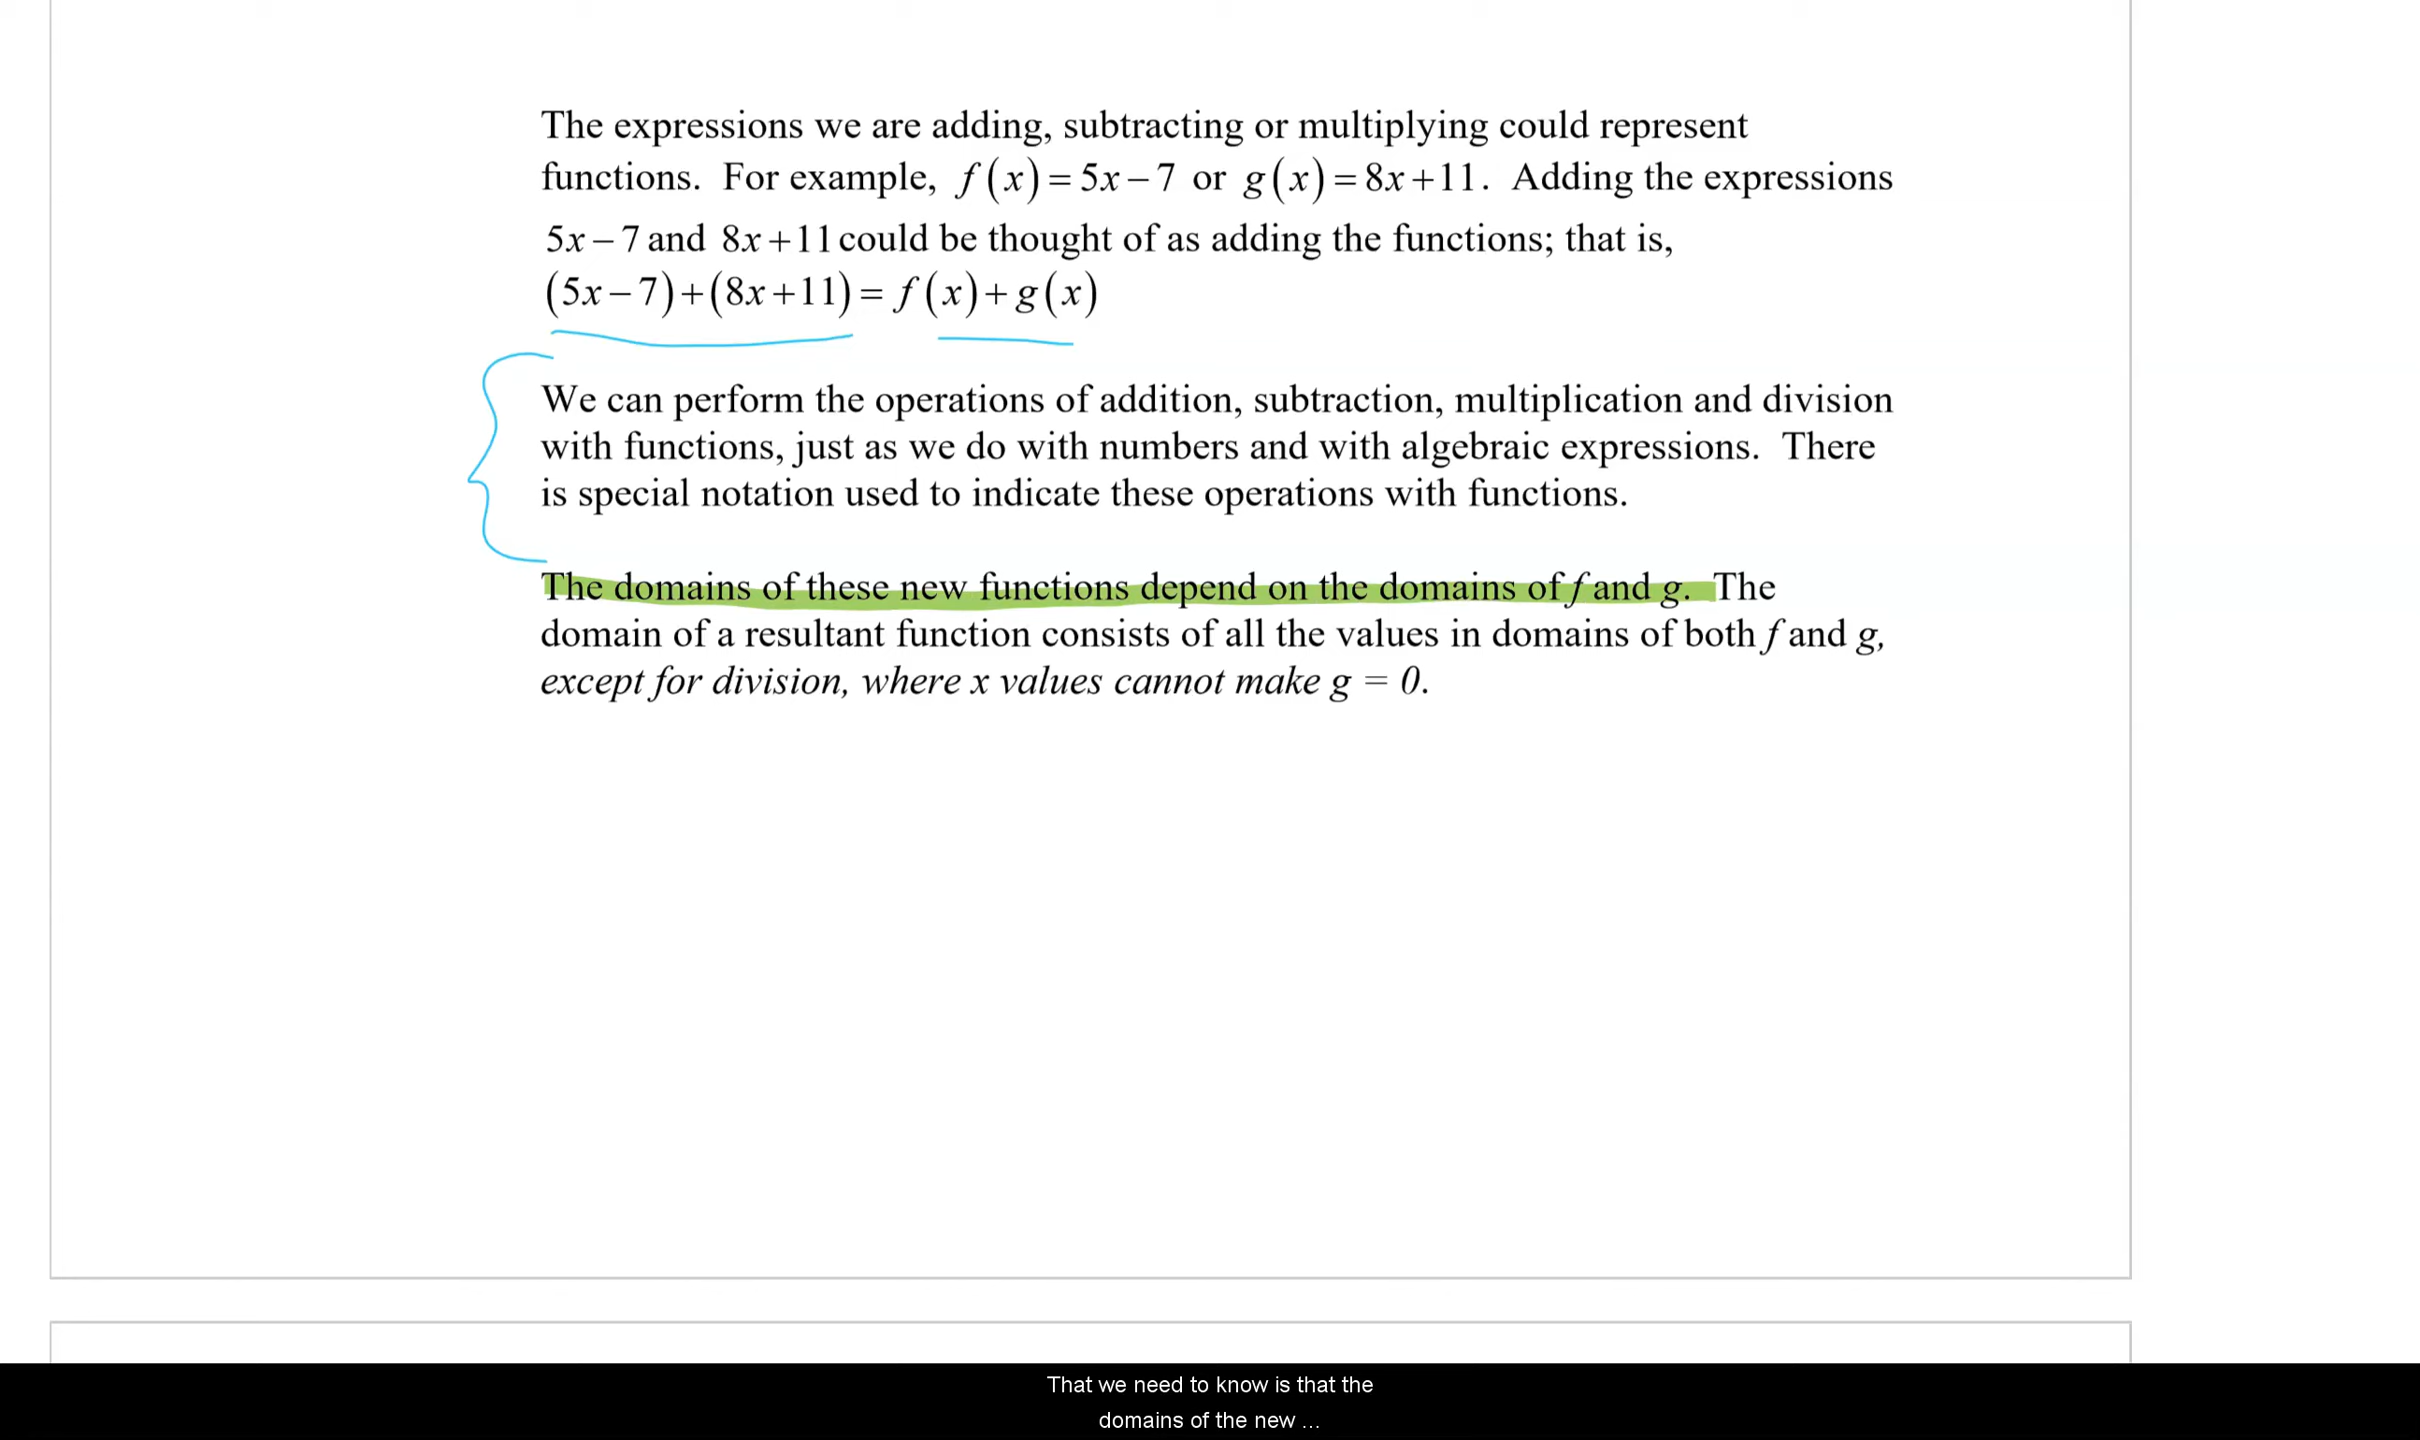 The expressions we are adding, subtracting or multiplying could represent
functions. For example, f(x)=5x−7 or g(x)=8x+11. Adding the expressions
5x−7 and 8x+11 could be thought of as adding the functions; that is,
(5x−7)+(8x+11)=f(x)+g(x)
We can perform the operations of addition, subtraction, multiplication and division
with functions, just as we do with numbers and with algebraic expressions. There
is special notation used to indicate these operations with functions.
The domains of these new functions depend on the domains of f and g. The
domain of a resultant function consists of all the values in domains of both f and g,
except for division, where x values cannot make g = 0.
That we need to know is that the
domains of the new ...